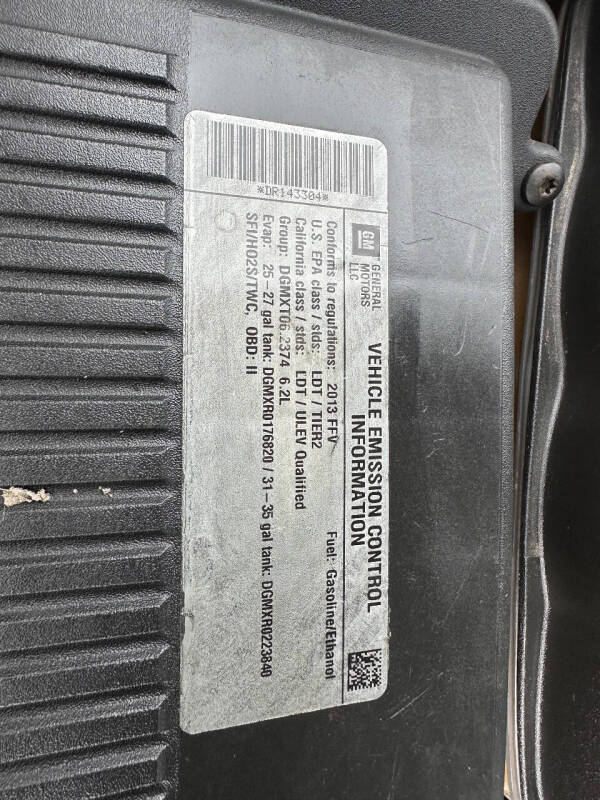 GM
GENERAL
MOTORS
LLC
VEHICLE EMISSION CONTROL
INFORMATION
Conforms to regulations: 2013 FFV
Fuel: Gasoline/Ethanol
U.S. EPA class / stds: LDT / TIER2
California class / stds: LDT / ULEV Qualified
Group: DGMXT06.2374 6.2L
Evap: 25-27 gal tank: DGMXR0176820 / 31-35 gal tank: DGMXR0223840
SFI/HO2S/TWC, OBD: II
*DR143304*